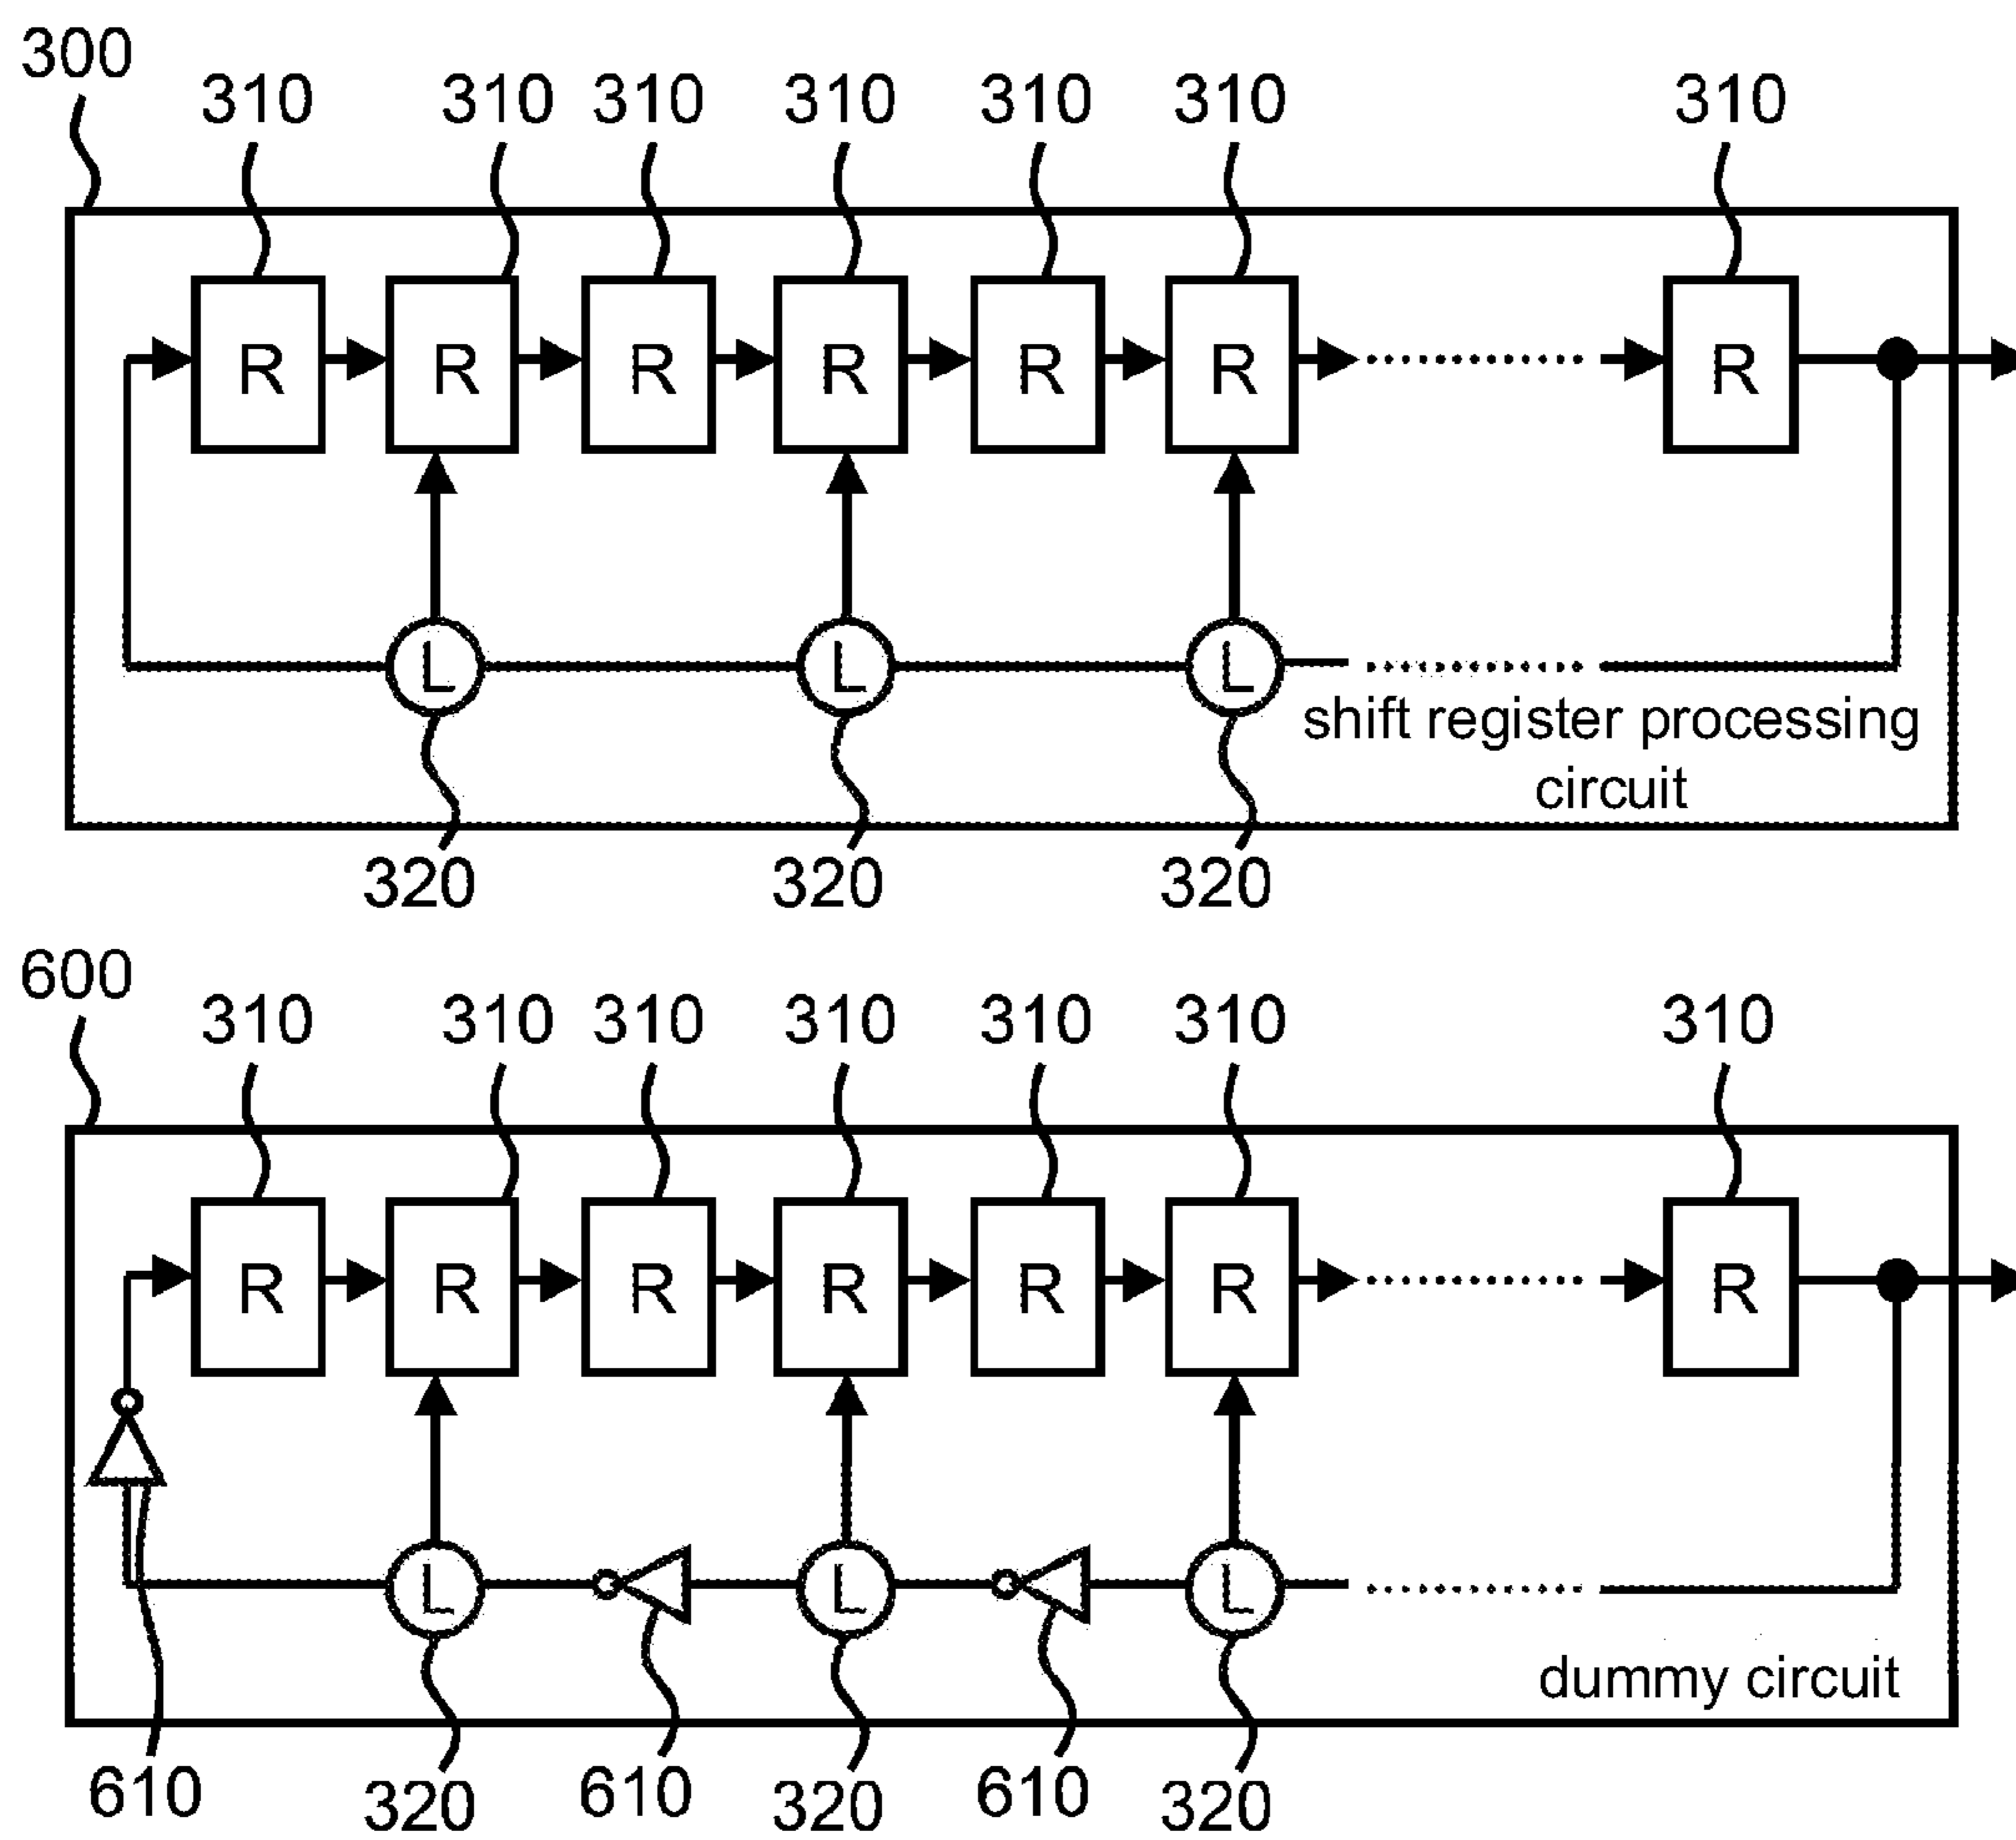 300
310 310 310 310 310 310 310
R R R R R R R
L L L
shift register processing
circuit
320 320 320
600
310 310 310 310 310 310 310
R R R R R R R
L L L
dummy circuit
610 320 610 320 610 320